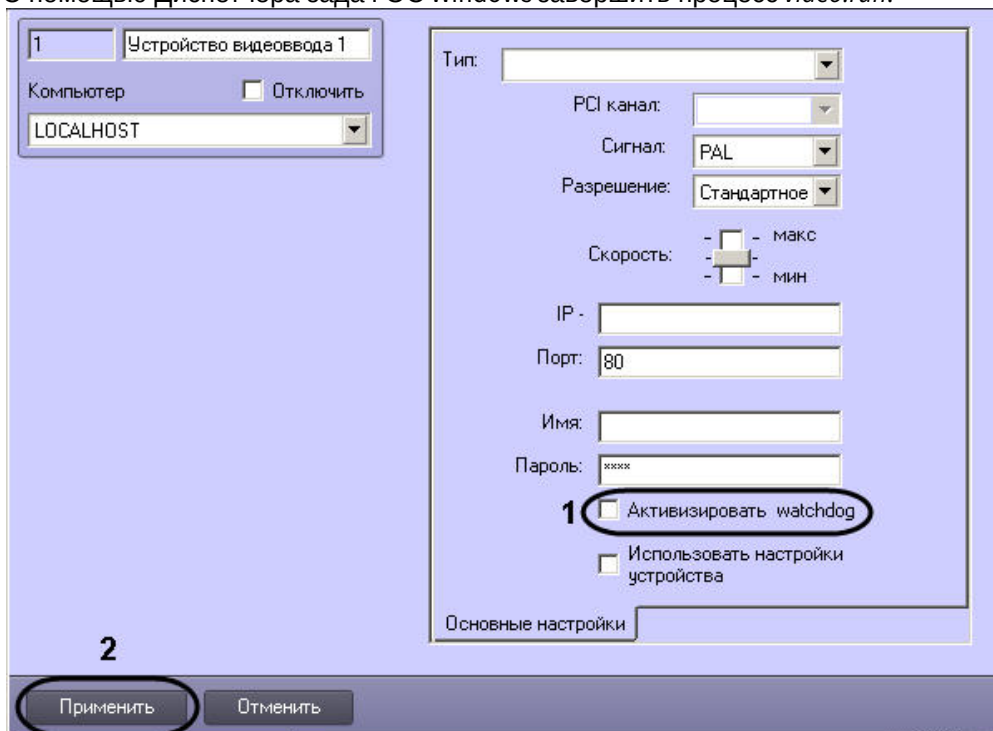 1 Устройство видеоввода 1
Компьютер Отключить
LOCALHOST
Тип:
PCI канал:
Сигнал: PAL
Разрешение: Стандартное
Скорость: - - макс
- -
- - мин
IP -
Порт: 80
Имя:
Пароль: ××××
1 Активизировать watchdog
Использовать настройки
устройства
Основные настройки
2
Применить Отменить